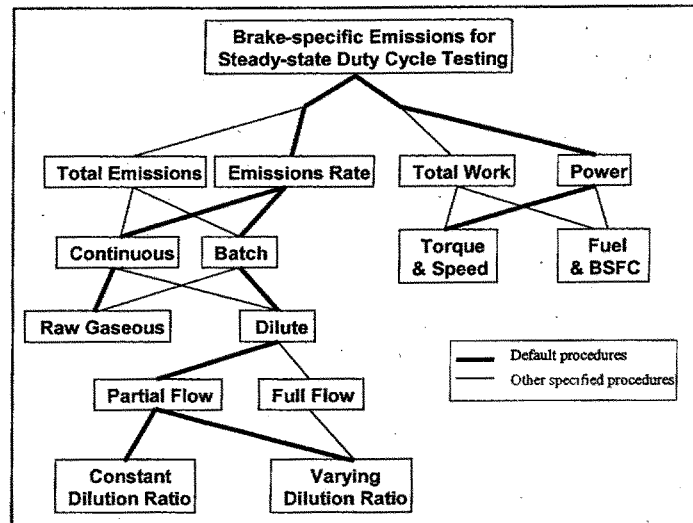 Brake-specific Emissions for
Steady-state Duty Cycle Testing
Total Emissions
Emissions Rate
Total Work
Power
Continuous
Batch
Torque
& Speed
Fuel
& BSFC
Raw Gaseous
Dilute
Default procedures
Other specified procedures
Partial Flow
Full Flow
Constant
Dilution Ratio
Varying
Dilution Ratio